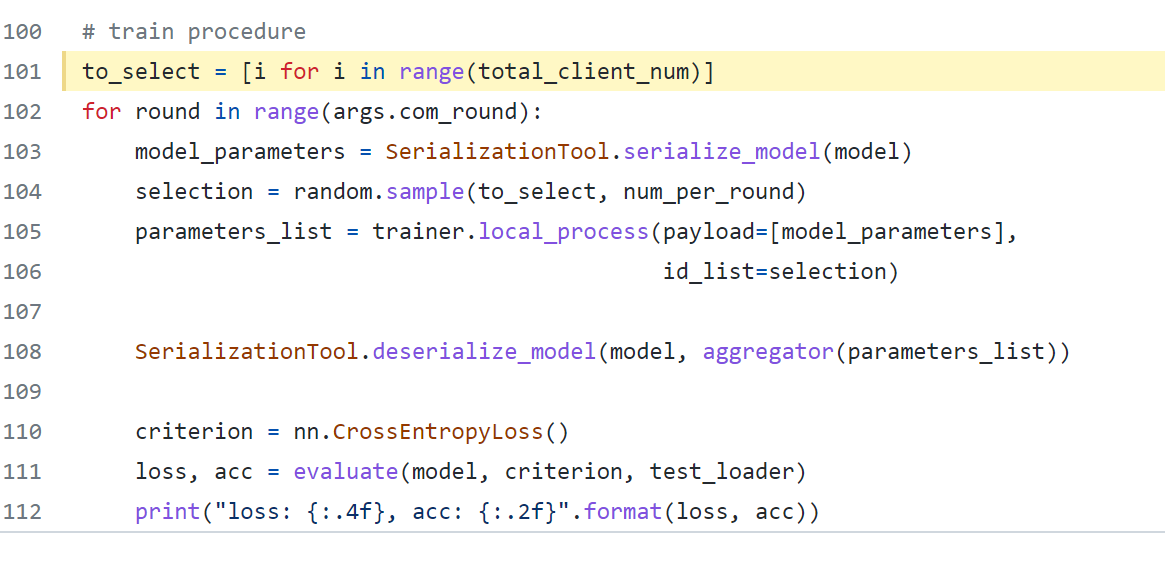 100 # train procedure
101 to_select = [i for i in range(total_client_num)]
102 for round in range(args.com_round):
103     model_parameters = SerializationTool.serialize_model(model)
104     selection = random.sample(to_select, num_per_round)
105     parameters_list = trainer.local_process(payload=[model_parameters],
106                                             id_list=selection)
107
108     SerializationTool.deserialize_model(model, aggregator(parameters_list))
109
110     criterion = nn.CrossEntropyLoss()
111     loss, acc = evaluate(model, criterion, test_loader)
112     print("loss: {:.4f}, acc: {:.2f}".format(loss, acc))